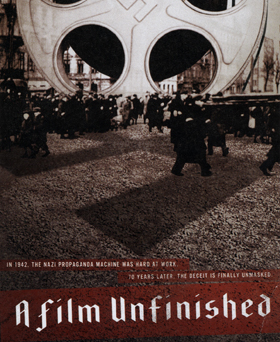 IN 1942, THE NAZI PROPAGANDA MACHINE WAS HARD AT WORK.
70 YEARS LATER, THE DECEIT IS FINALLY UNMASKED.
A Film Unfinished